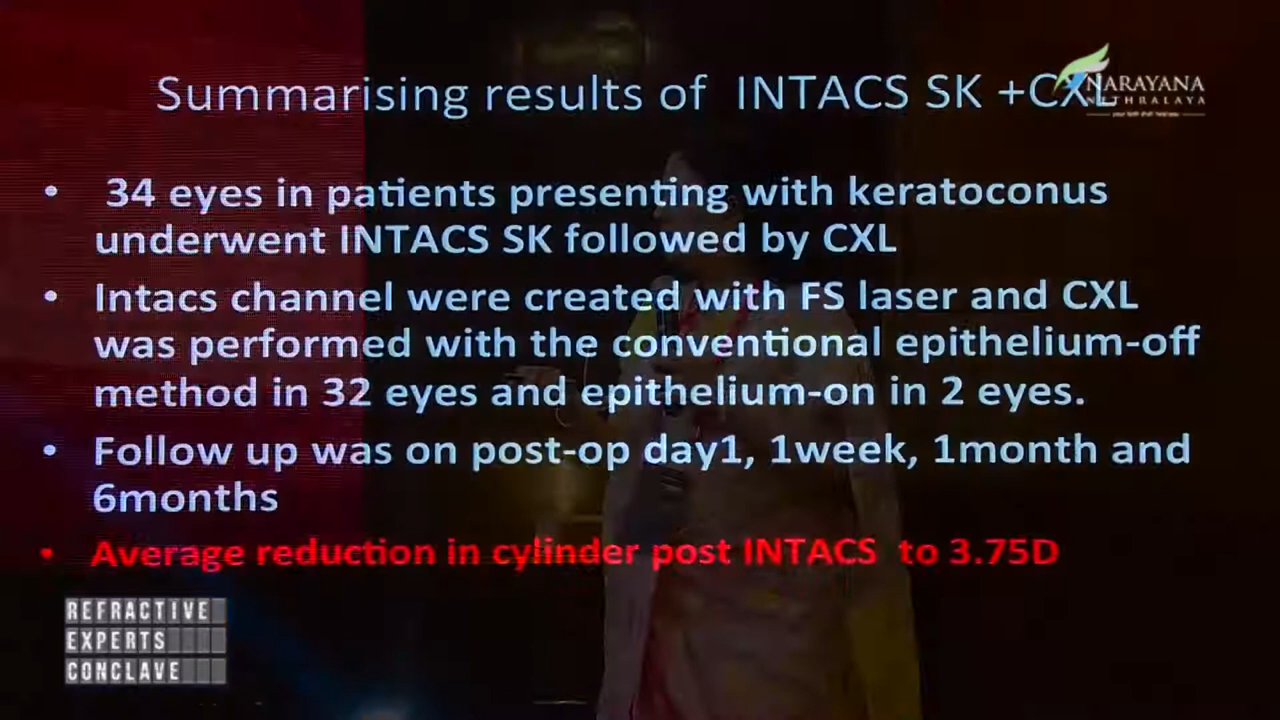 Summarising results of INTACS SK +CXL
NARAYANA
NETHRALAYA
• 34 eyes in patients presenting with keratoconus
underwent INTACS SK followed by CXL
• Intacs channel were created with FS laser and CXL
was performed with the conventional epithelium-off
method in 32 eyes and epithelium-on in 2 eyes.
• Follow up was on post-op day1, 1week, 1month and
6months
• Average reduction in cylinder post INTACS to 3.75D
REFRACTIVE
EXPERTS
CONCLAVE